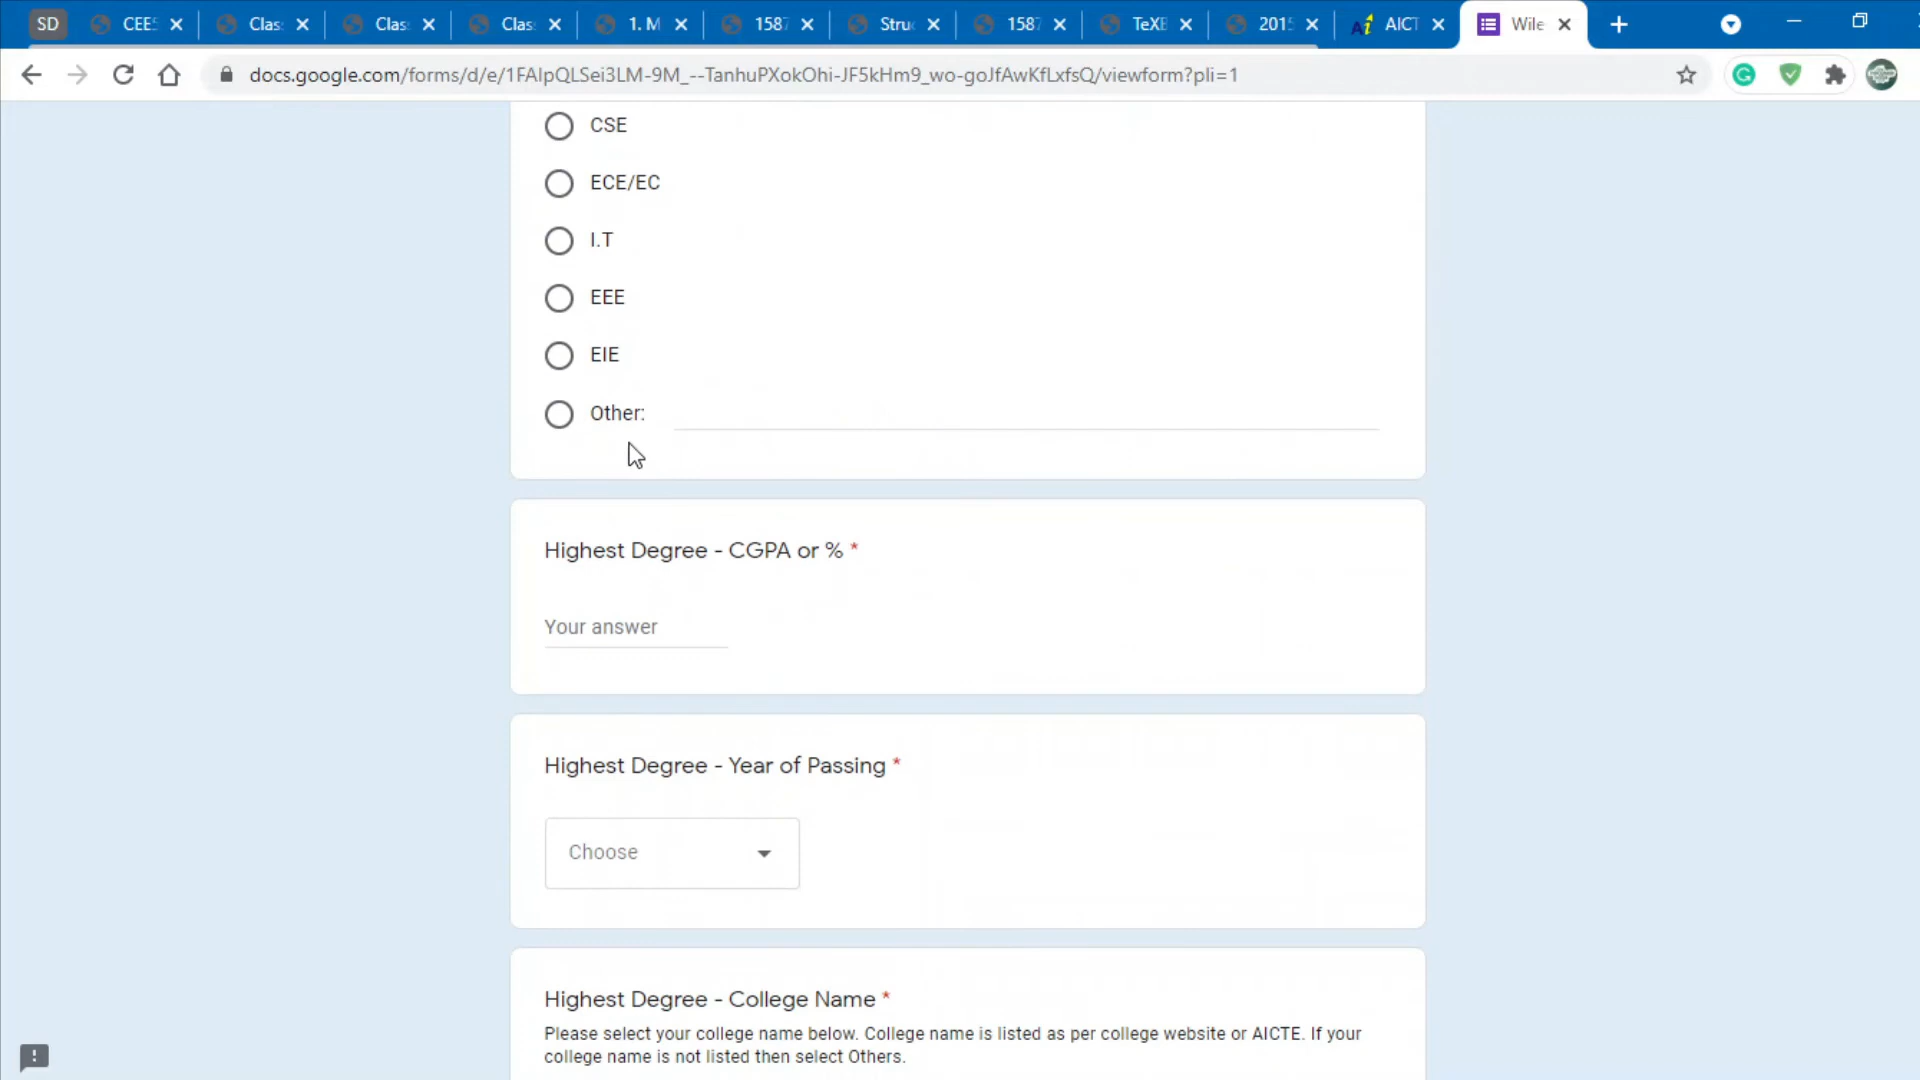 SD
CEE5
Clas
Clas
Clas
1. M
1587
Stru
1587
TeXE
2015
AICT
Wile
docs.google.com/forms/d/e/1FAIpQLSei3LM-9M_--TanhuPXokOhi-JF5kHm9_wo-goJfAwKfLxfsQ/viewform?pli=1
CSE
ECE/EC
I.T
EEE
EIE
Other:
Highest Degree - CGPA or % *
Your answer
Highest Degree - Year of Passing *
Choose
Highest Degree - College Name *
Please select your college name below. College name is listed as per college website or AICTE. If your
college name is not listed then select Others.